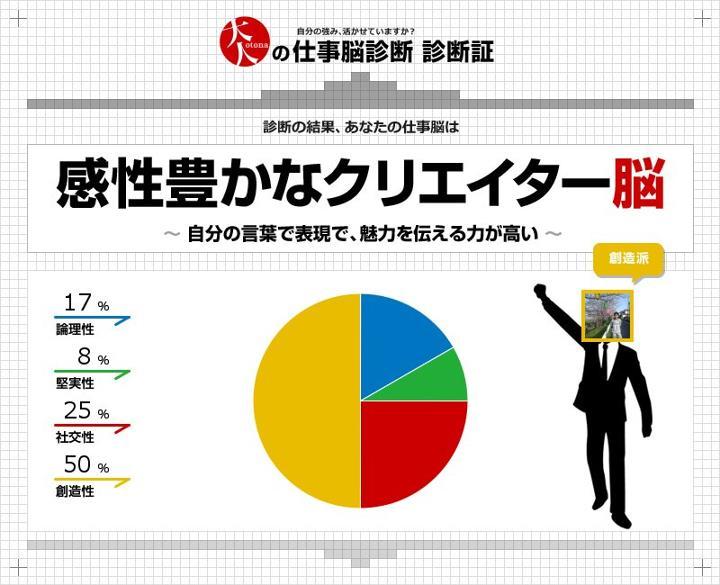 自分の強み、活かせていますか?
大人 otona の仕事脳診断 診断証
診断の結果、あなたの仕事脳は
感性豊かなクリエイター脳
〜 自分の言葉で表現で、魅力を伝える力が高い 〜
創造派
17 %
論理性
8 %
堅実性
25 %
社交性
50 %
創造性